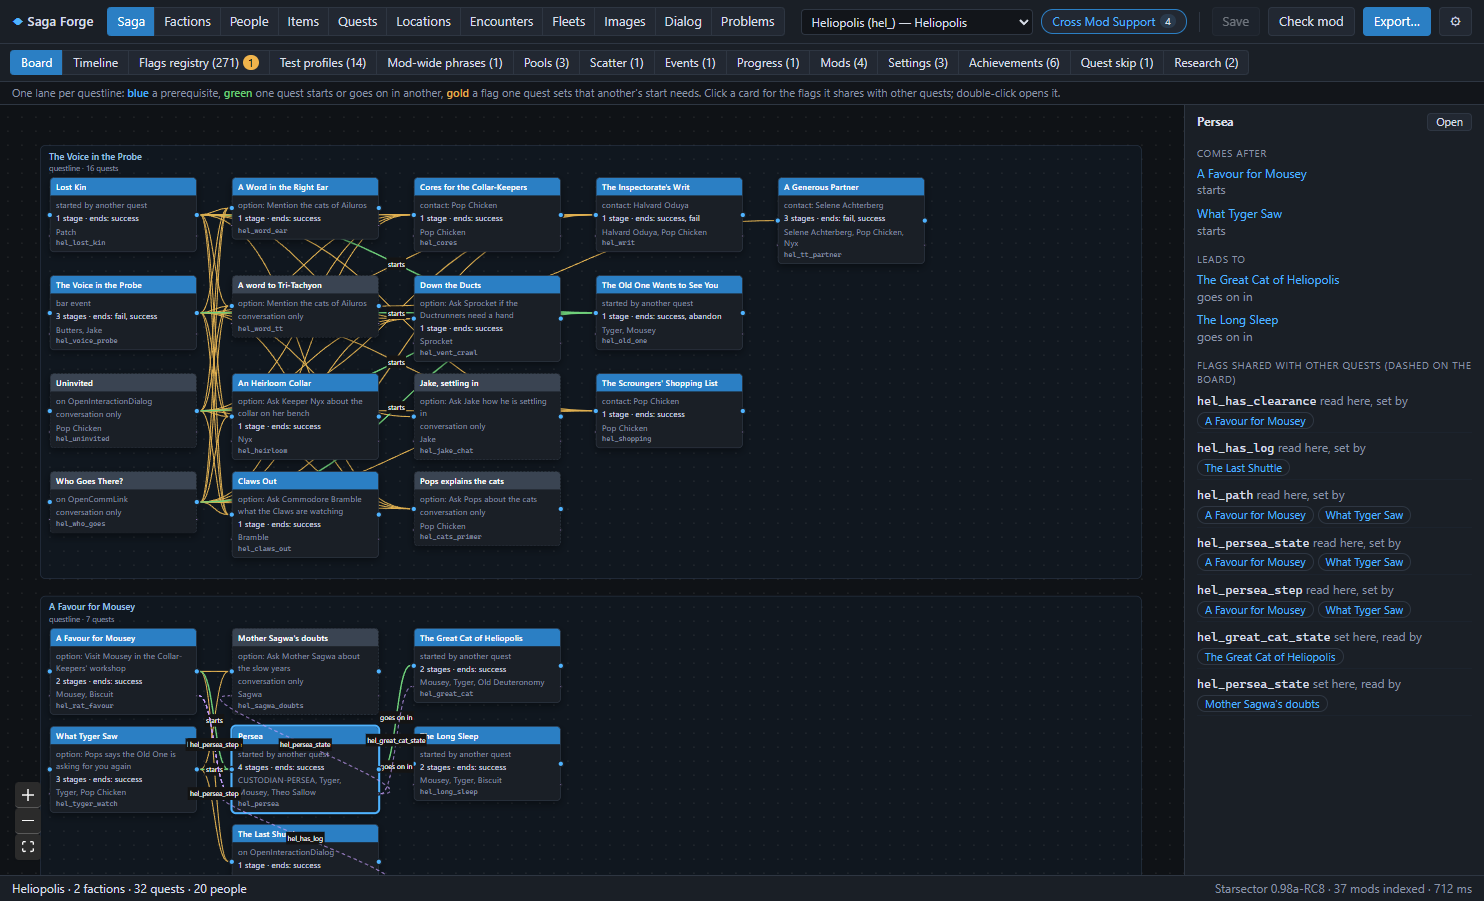 Saga Forge
Saga
Factions
People
Items
Quests
Locations
Encounters
Fleets
Images
Dialog
Problems
Heliopolis (hel_) — Heliopolis
Cross Mod Support 4
Save
Check mod
Export...
Board
Timeline
Flags registry (271) 1
Test profiles (14)
Mod-wide phrases (1)
Pools (3)
Scatter (1)
Events (1)
Progress (1)
Mods (4)
Settings (3)
Achievements (6)
Quest skip (1)
Research (2)
One lane per questline: blue a prerequisite, green one quest starts or goes on in another, gold a flag one quest sets that another's start needs. Click a card for the flags it shares with other quests; double-click opens it.
The Voice in the Probe
questline · 16 quests
Lost Kin
started by another quest
1 stage · ends: success
Patch
hel_lost_kin
A Word in the Right Ear
option: Mention the cats of Ailuros
1 stage · ends: success
hel_word_ear
Cores for the Collar-Keepers
contact: Pop Chicken
1 stage · ends: success
Pop Chicken
hel_cores
The Inspectorate's Writ
contact: Halvard Oduya
1 stage · ends: success, fail
Halvard Oduya, Pop Chicken
hel_writ
A Generous Partner
contact: Selene Achterberg
3 stages · ends: fail, success
Selene Achterberg, Pop Chicken,
Nyx
hel_tt_partner
starts
The Voice in the Probe
bar event
3 stages · ends: fail, success
Butters, Jake
hel_voice_probe
A word to Tri-Tachyon
option: Mention the cats of Ailuros
conversation only
hel_word_tt
starts
Down the Ducts
option: Ask Sprocket if the
Ductrunners need a hand
1 stage · ends: success
Sprocket
hel_vent_crawl
The Old One Wants to See You
started by another quest
1 stage · ends: success, abandon
Tyger, Mousey
hel_old_one
starts
Uninvited
on OpenInteractionDialog
conversation only
Pop Chicken
hel_uninvited
An Heirloom Collar
option: Ask Keeper Nyx about the
collar on her bench
1 stage · ends: success
Nyx
hel_heirloom
starts
Jake, settling in
option: Ask Jake how he is settling
in
conversation only
Jake
hel_jake_chat
The Scroungers' Shopping List
contact: Pop Chicken
1 stage · ends: success
Pop Chicken
hel_shopping
Who Goes There?
on OpenCommLink
conversation only
hel_who_goes
Claws Out
option: Ask Commodore Bramble
what the Claws are watching
1 stage · ends: success
Bramble
hel_claws_out
Pops explains the cats
option: Ask Pops about the cats
conversation only
Pop Chicken
hel_cats_primer
A Favour for Mousey
questline · 7 quests
A Favour for Mousey
option: Visit Mousey in the Collar-
Keepers' workshop
2 stages · ends: success
Mousey, Biscuit
hel_rat_favour
Mother Sagwa's doubts
option: Ask Mother Sagwa about
the slow years
conversation only
Sagwa
hel_sagwa_doubts
The Great Cat of Heliopolis
started by another quest
2 stages · ends: success
Mousey, Tyger, Old Deuteronomy
hel_great_cat
starts
goes on in
What Tyger Saw
option: Pops says the Old One is
asking for you again
3 stages · ends: success
Tyger, Pop Chicken
hel_tyger_watch
hel_persea_step
starts
hel_persea_step
Persea
hel_persea_state
started by another quest
4 stages · ends: success
CUSTODIAN-PERSEA, Tyger,
Mousey, Theo Sallow
hel_persea
hel_great_cat_state
goes on in
The Long Sleep
started by another quest
2 stages · ends: success
Mousey, Tyger, Biscuit
hel_long_sleep
The Last Shu
hel_has_log
on OpenInteractionDialog
1 stage · ends: success
Persea
Open
COMES AFTER
A Favour for Mousey
starts
What Tyger Saw
starts
LEADS TO
The Great Cat of Heliopolis
goes on in
The Long Sleep
goes on in
FLAGS SHARED WITH OTHER QUESTS (DASHED ON THE
BOARD)
hel_has_clearance read here, set by
A Favour for Mousey
hel_has_log read here, set by
The Last Shuttle
hel_path read here, set by
A Favour for Mousey
What Tyger Saw
hel_persea_state read here, set by
A Favour for Mousey
What Tyger Saw
hel_persea_step read here, set by
A Favour for Mousey
What Tyger Saw
hel_great_cat_state set here, read by
The Great Cat of Heliopolis
hel_persea_state set here, read by
Mother Sagwa's doubts
Heliopolis · 2 factions · 32 quests · 20 people
Starsector 0.98a-RC8 · 37 mods indexed · 712 ms